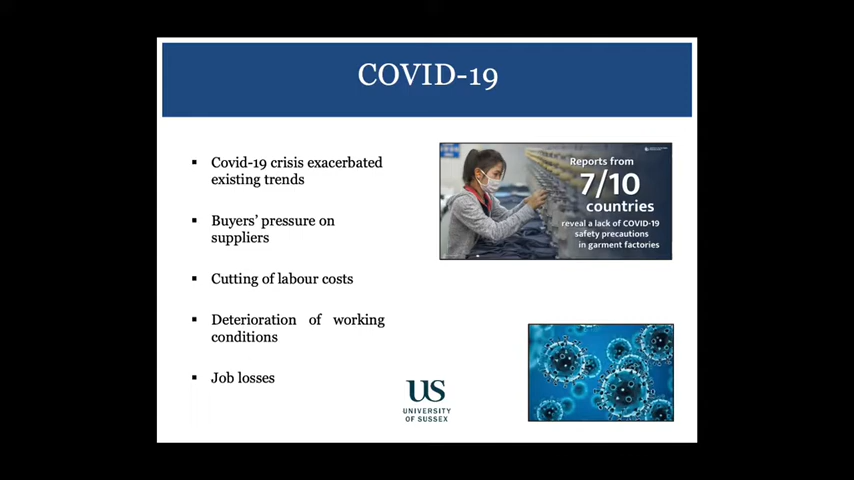 COVID-19
Covid-19 crisis exacerbated
existing trends
Buyers' pressure on
suppliers
Cutting of labour costs
Deterioration of working
conditions
Job losses
Reports from
7/10
countries
reveal a lack of COVID-19
safety precautions
in garment factories
US
UNIVERSITY
OF SUSSEX